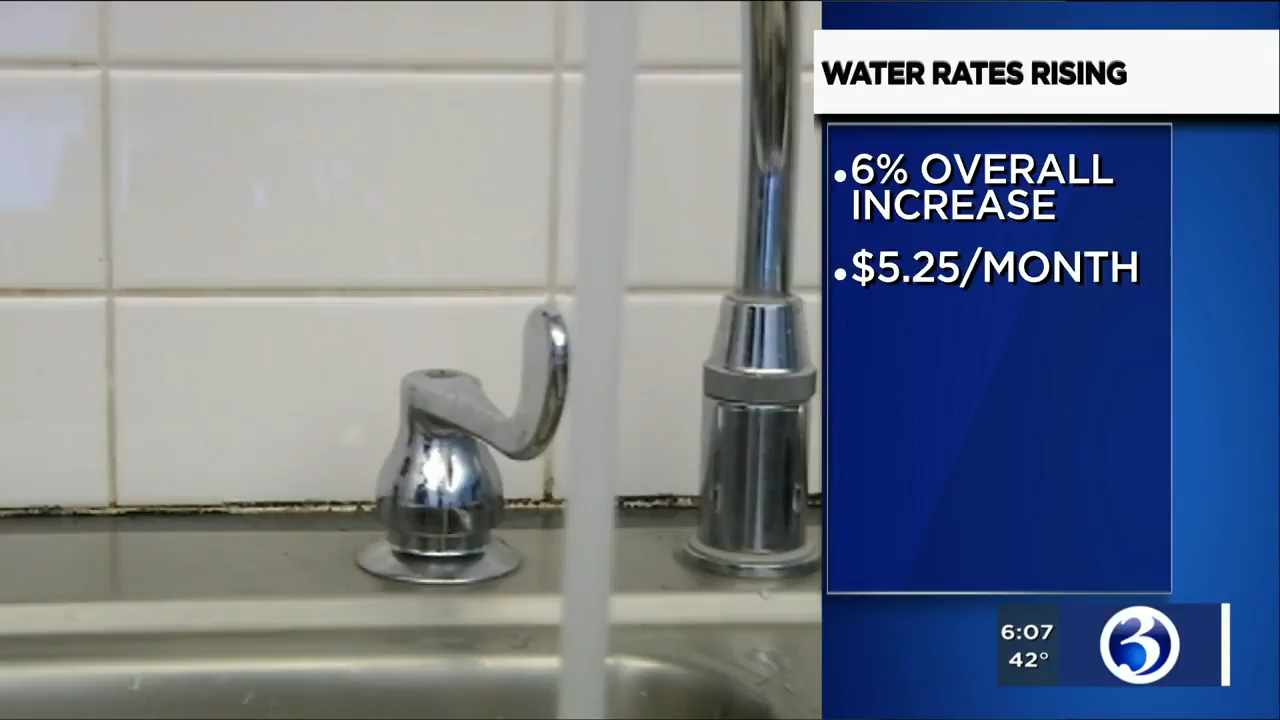 WATER RATES RISING
•6% OVERALL
INCREASE
•$5.25/MONTH
6:07
42°
3